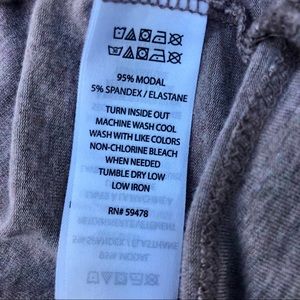 95% MODAL
5% SPANDEX / ELASTANE
TURN INSIDE OUT
MACHINE WASH COOL
WASH WITH LIKE COLORS
NON-CHLORINE BLEACH
WHEN NEEDED
TUMBLE DRY LOW
LOW IRON
RN# 59478